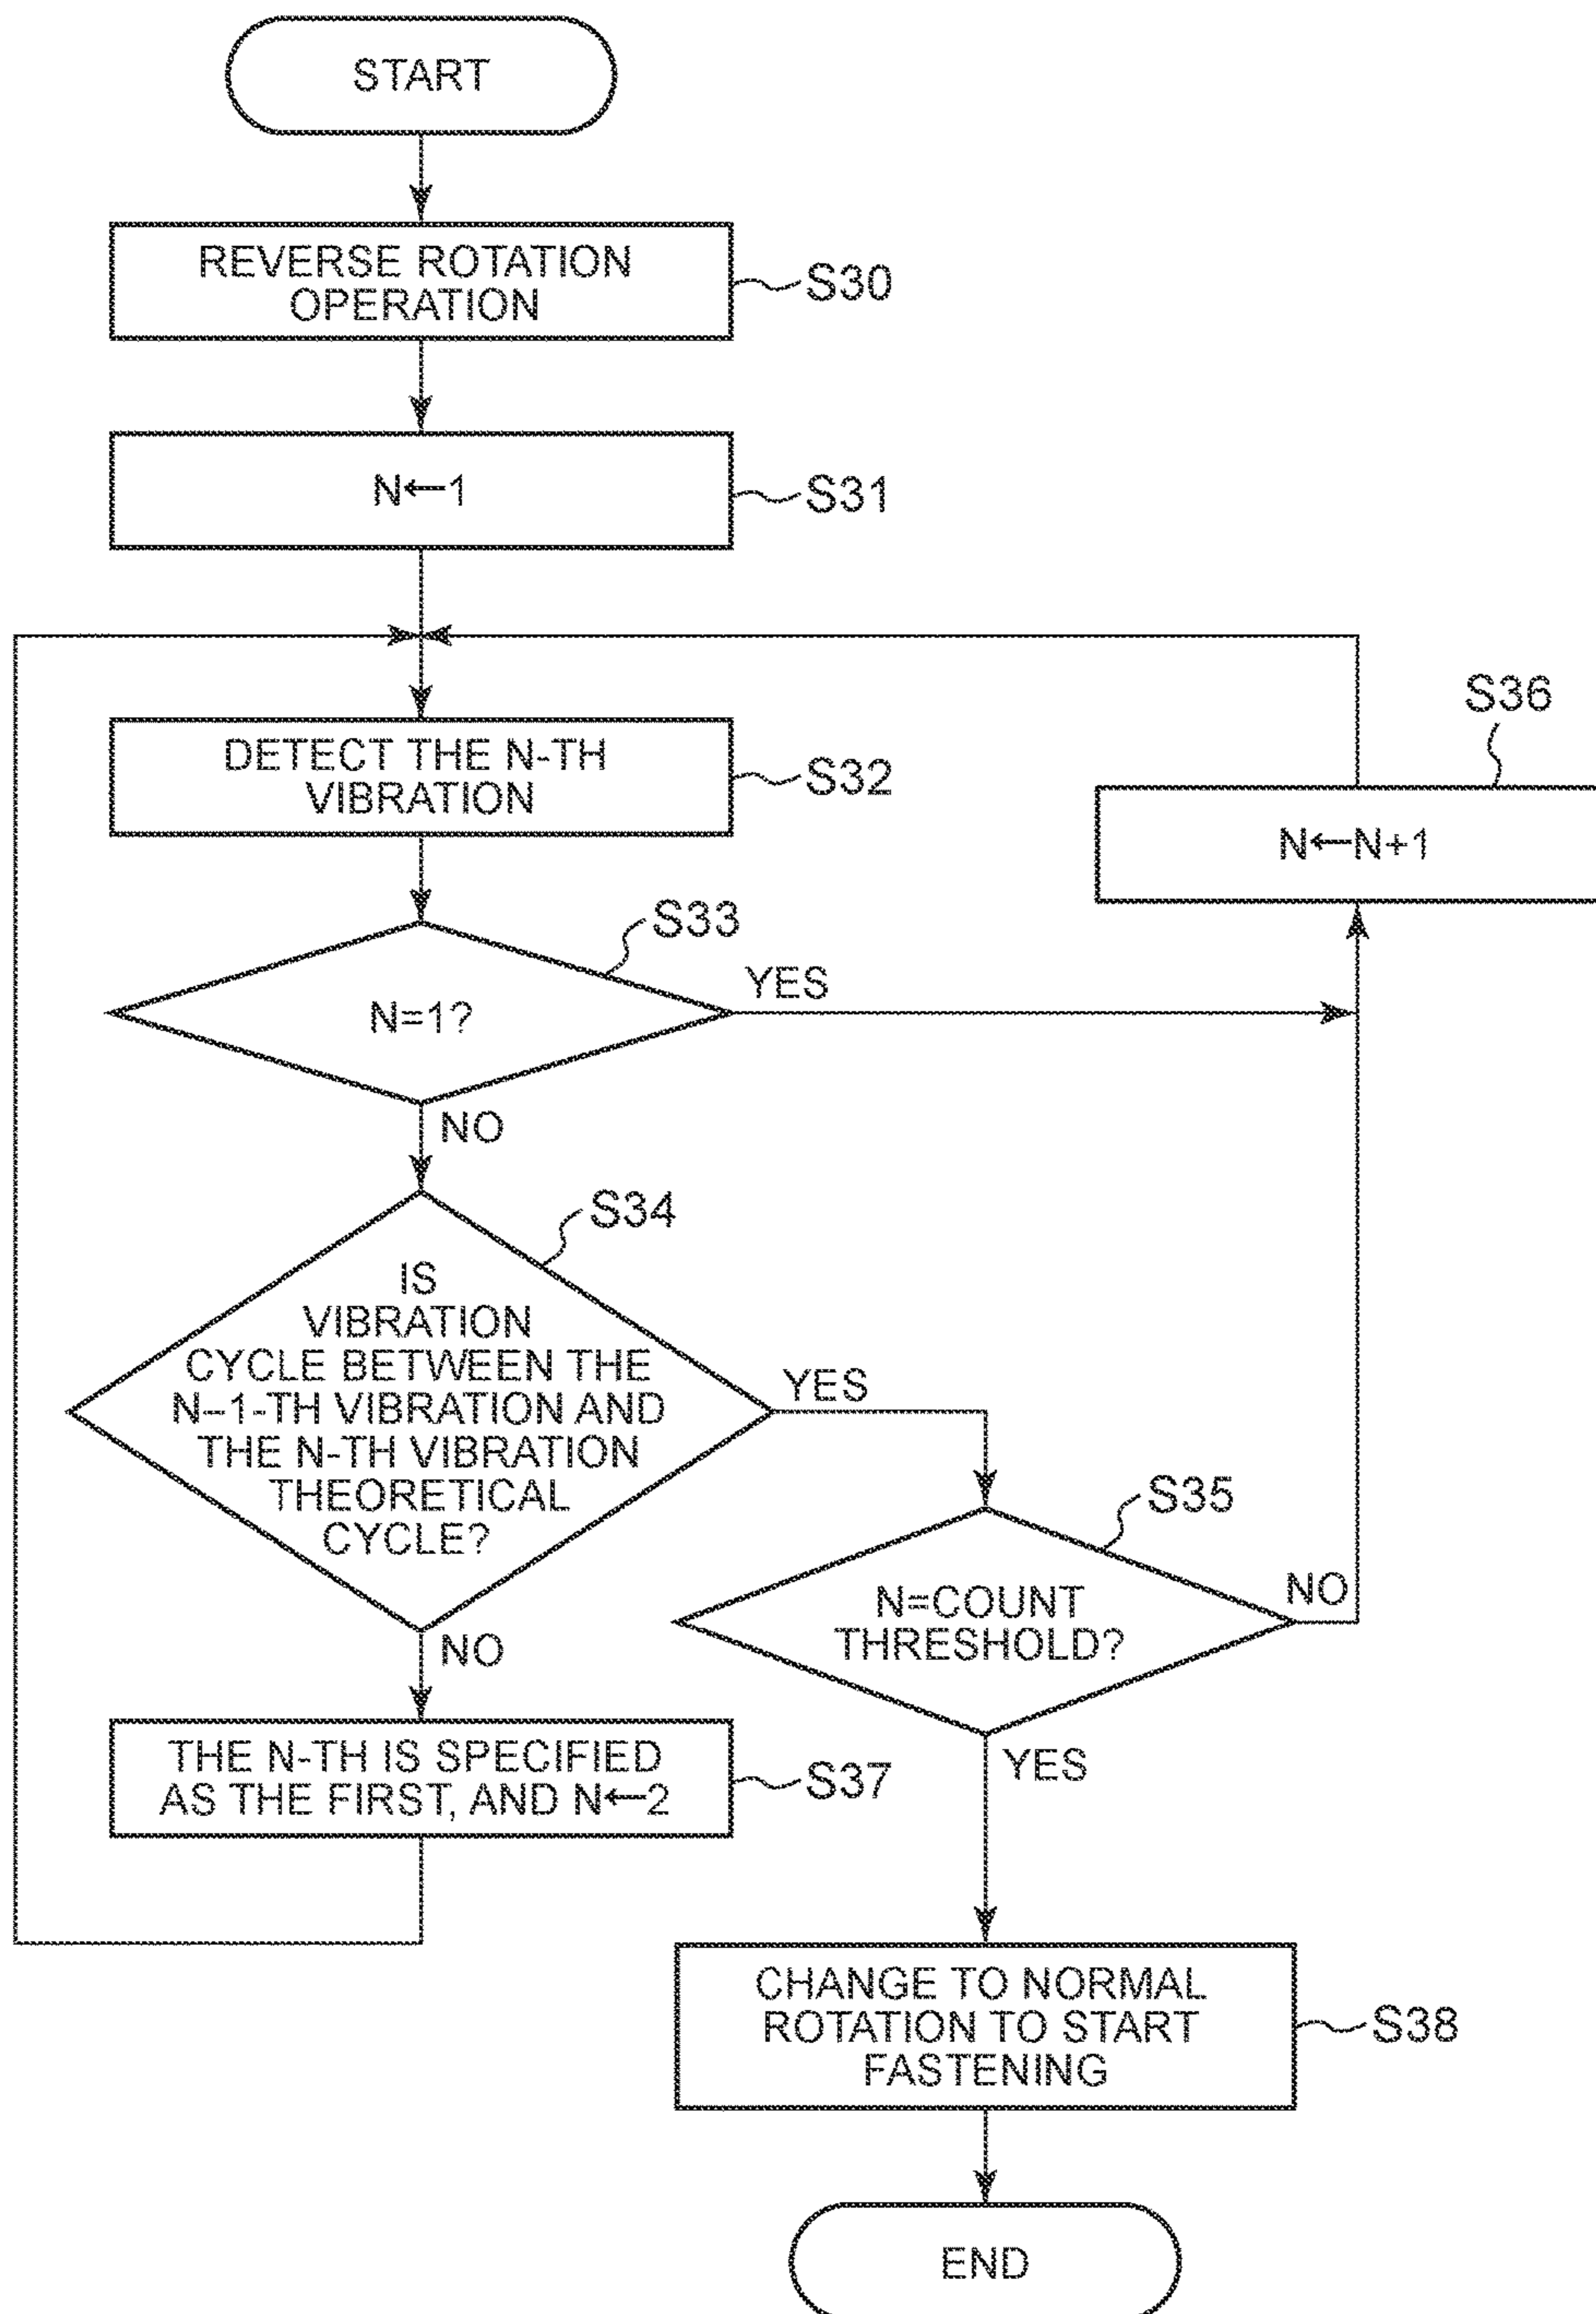 START
REVERSE ROTATION
OPERATION
S30
N←1
S31
DETECT THE N-TH
VIBRATION
S32
S36
N←N+1
S33
N=1?
YES
NO
S34
IS
VIBRATION
CYCLE BETWEEN THE
N–1-TH VIBRATION AND
THE N-TH VIBRATION
THEORETICAL
CYCLE?
YES
NO
S35
N=COUNT
THRESHOLD?
NO
YES
THE N-TH IS SPECIFIED
AS THE FIRST, AND N←2
S37
CHANGE TO NORMAL
ROTATION TO START
FASTENING
S38
END